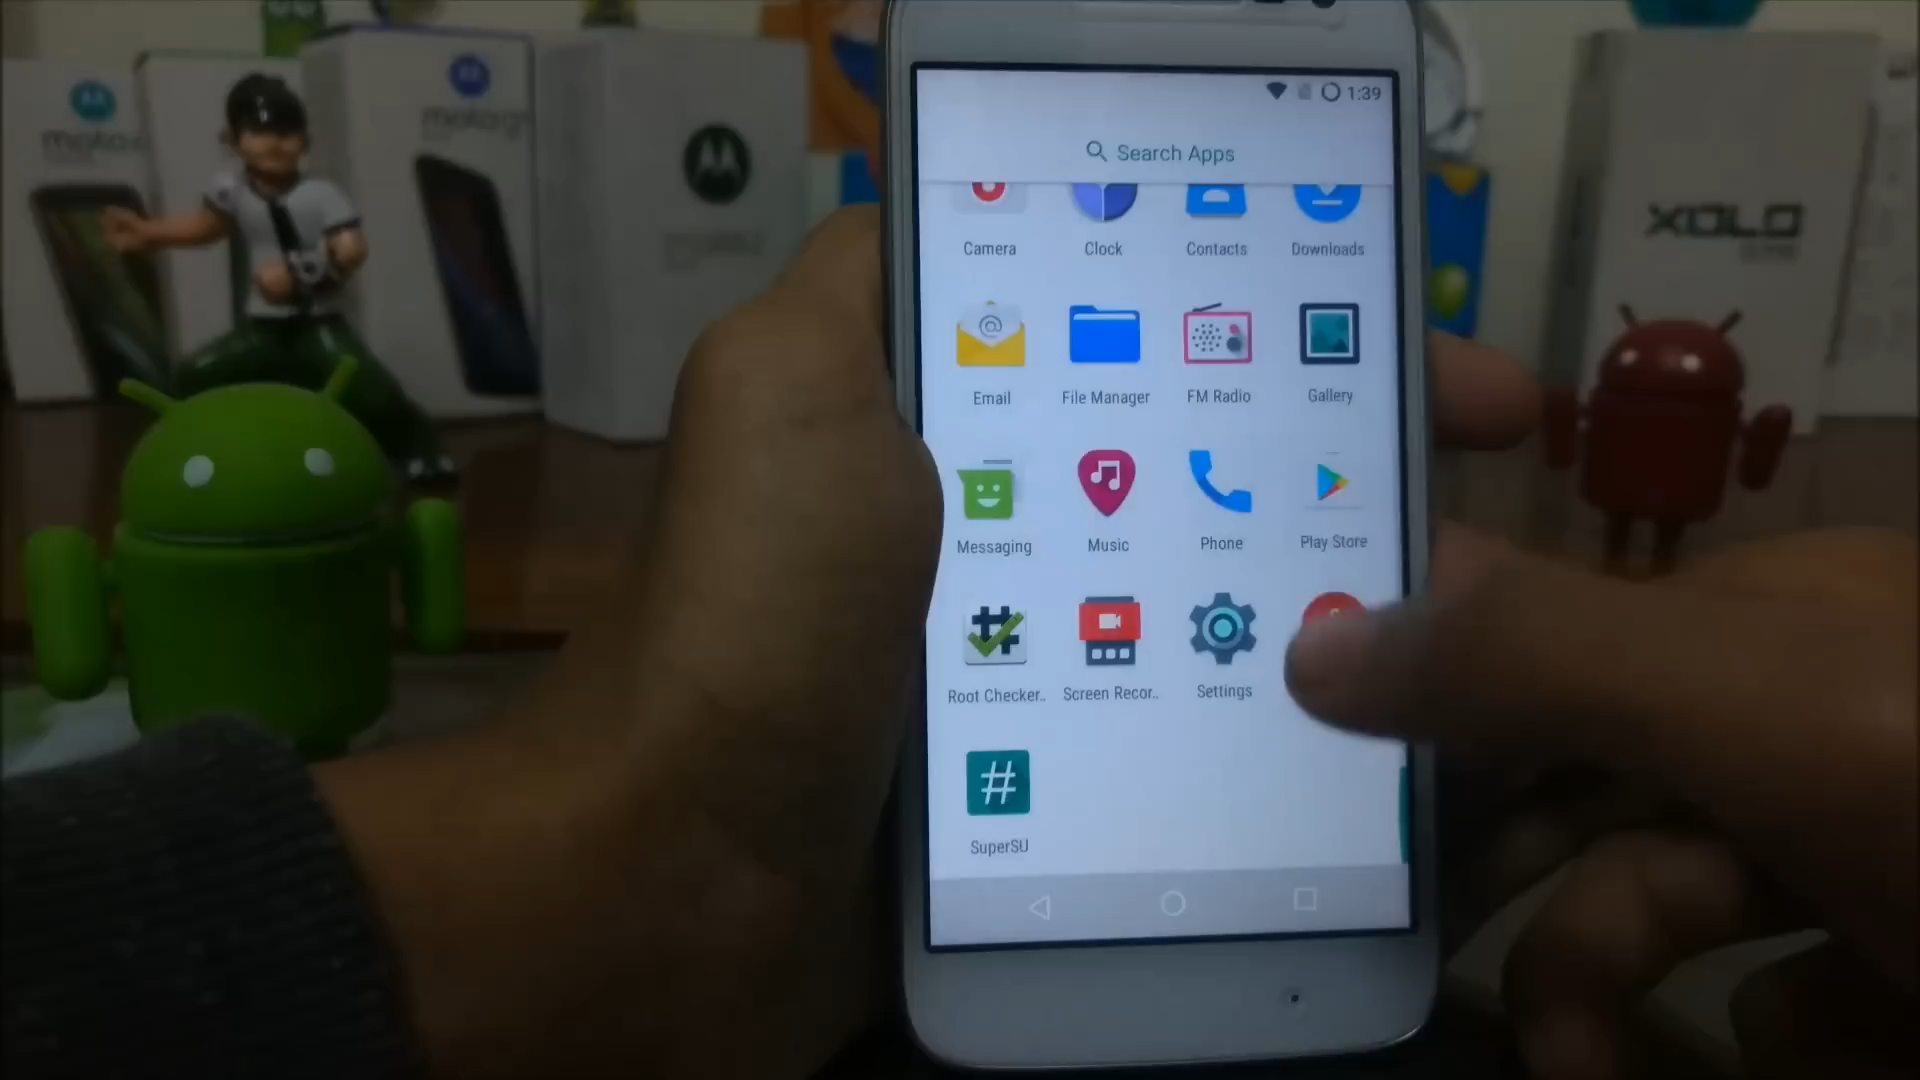 1:39
Search Apps
Camera Clock Contacts Downloads
Email File Manager FM Radio Gallery
Messaging Music Phone Play Store
Root Checker.. Screen Recor.. Settings
#
SuperSU
XOLO